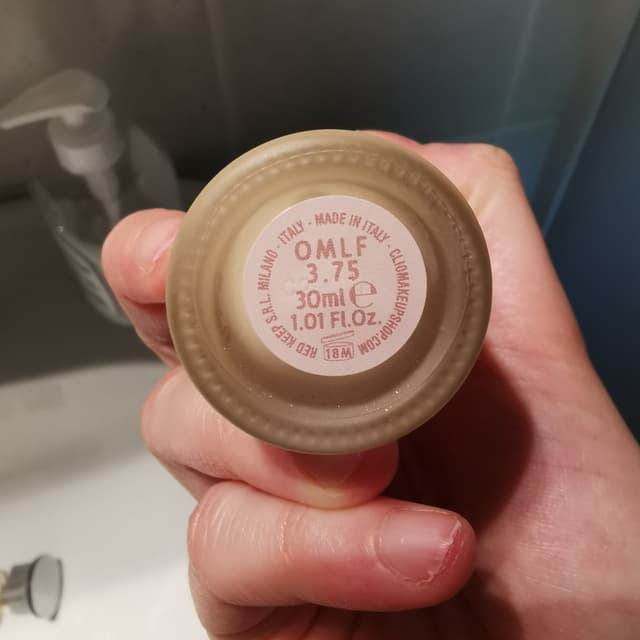 RED KEEP S.R.L. MILANO - ITALY - MADE IN ITALY - CLIOMAKEUPSHOP.COM
OMLF
3.75
30ml ℮
1.01 Fl.Oz.
18M